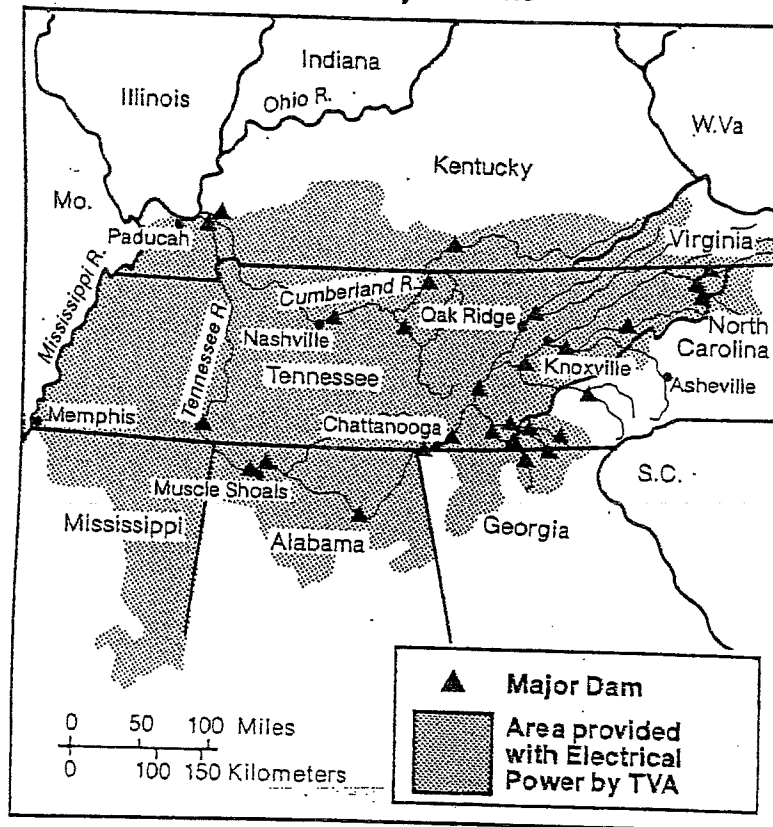 Indiana
Illinois
Ohio R.
W.Va
Kentucky
Mo.
Paducah
Virginia
Mississippi R.
Cumberland R.
Tennessee R.
Nashville
Oak Ridge
North
Carolina
Tennessee
Knoxville
Asheville
Memphis
Chattanooga
S.C.
Muscle Shoals
Mississippi
Alabama
Georgia
Major Dam
0 50 100 Miles
0 100 150 Kilometers
Area provided
with Electrical
Power by TVA